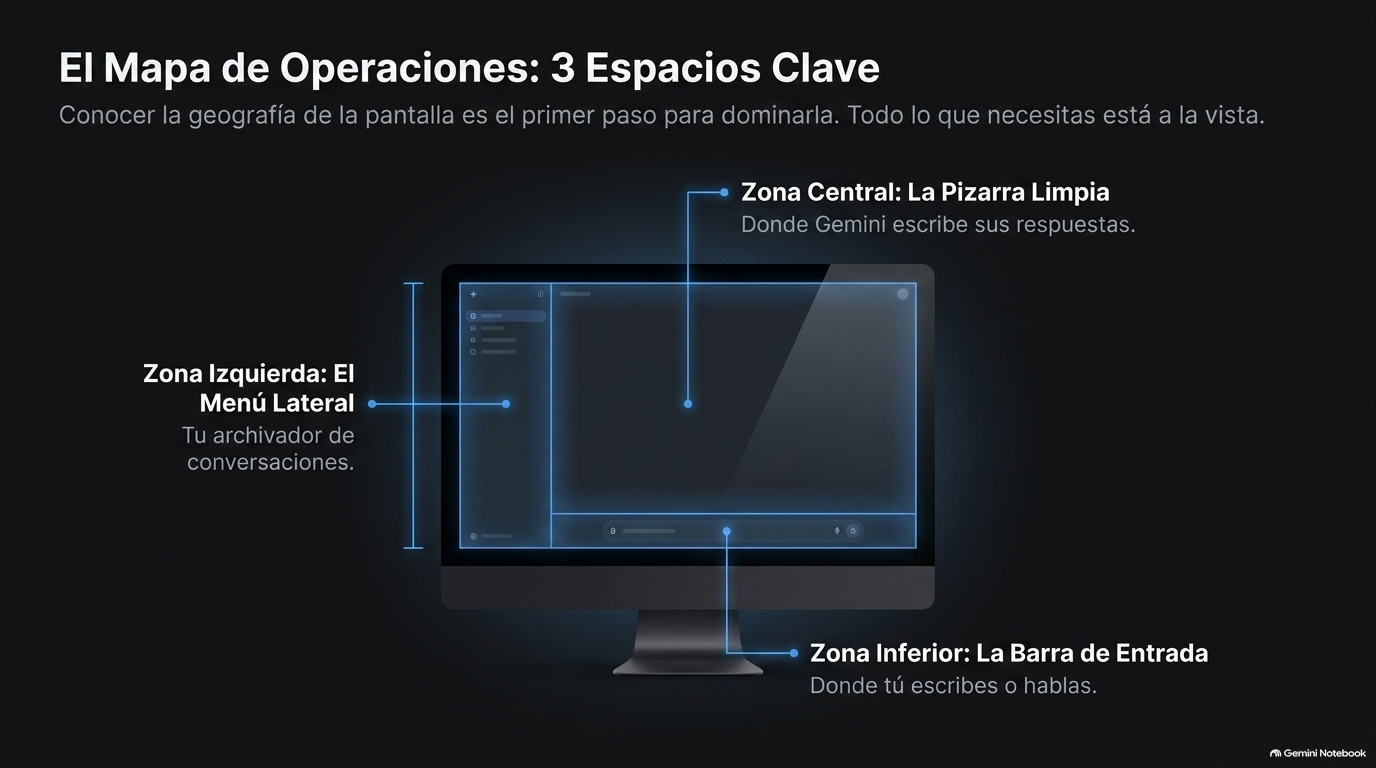 El Mapa de Operaciones: 3 Espacios Clave
Conocer la geografía de la pantalla es el primer paso para dominarla. Todo lo que necesitas está a la vista.
Zona Central: La Pizarra Limpia
Donde Gemini escribe sus respuestas.
Zona Izquierda: El
Menú Lateral
Tu archivador de
conversaciones.
Zona Inferior: La Barra de Entrada
Donde tú escribes o hablas.
Gemini Notebook